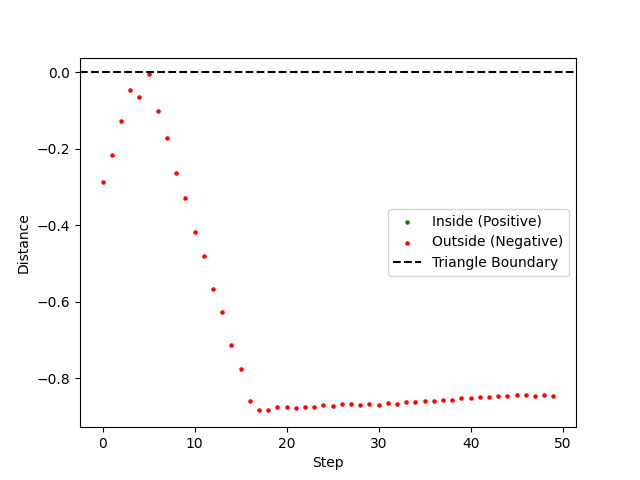 0.0
−0.2
−0.4
−0.6
−0.8
Distance
Inside (Positive)
Outside (Negative)
Triangle Boundary
0
10
20
30
40
50
Step